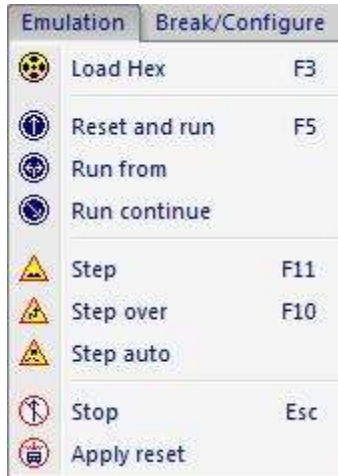 Emulation Break/Configure
Load Hex F3
Reset and run F5
Run from
Run continue
Step F11
Step over F10
Step auto
Stop Esc
Apply reset